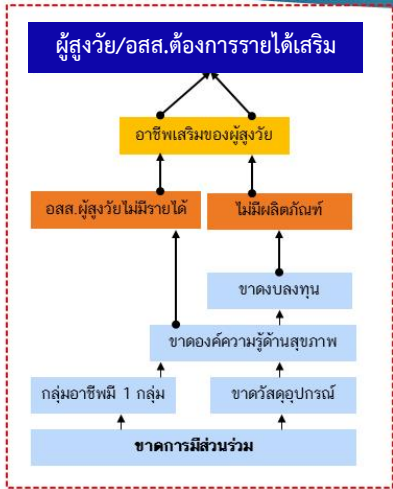 ผู้สูงวัย/อสส.ต้องการรายได้เสริม
อาชีพเสริมของผู้สูงวัย
อสส.ผู้สูงวัยไม่มีรายได้
ไม่มีผลิตภัณฑ์
ขาดงบลงทุน
ขาดองค์ความรู้ด้านสุขภาพ
กลุ่มอาชีพมี 1 กลุ่ม
ขาดวัสดุอุปกรณ์
ขาดการมีส่วนร่วม